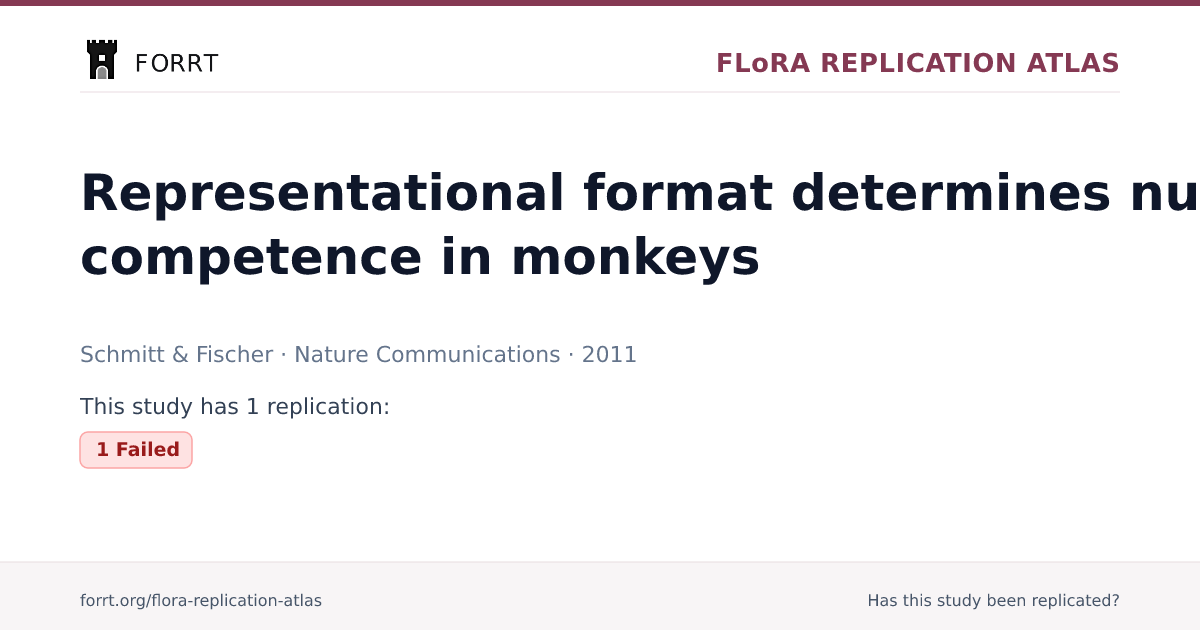 FORRT
FLoRA REPLICATION ATLAS
Representational format determines
competence in monkeys
Schmitt & Fischer · Nature Communications · 2011
This study has 1 replication:
1 Failed
forrt.org/flora-replication-atlas
Has this study been replicated?